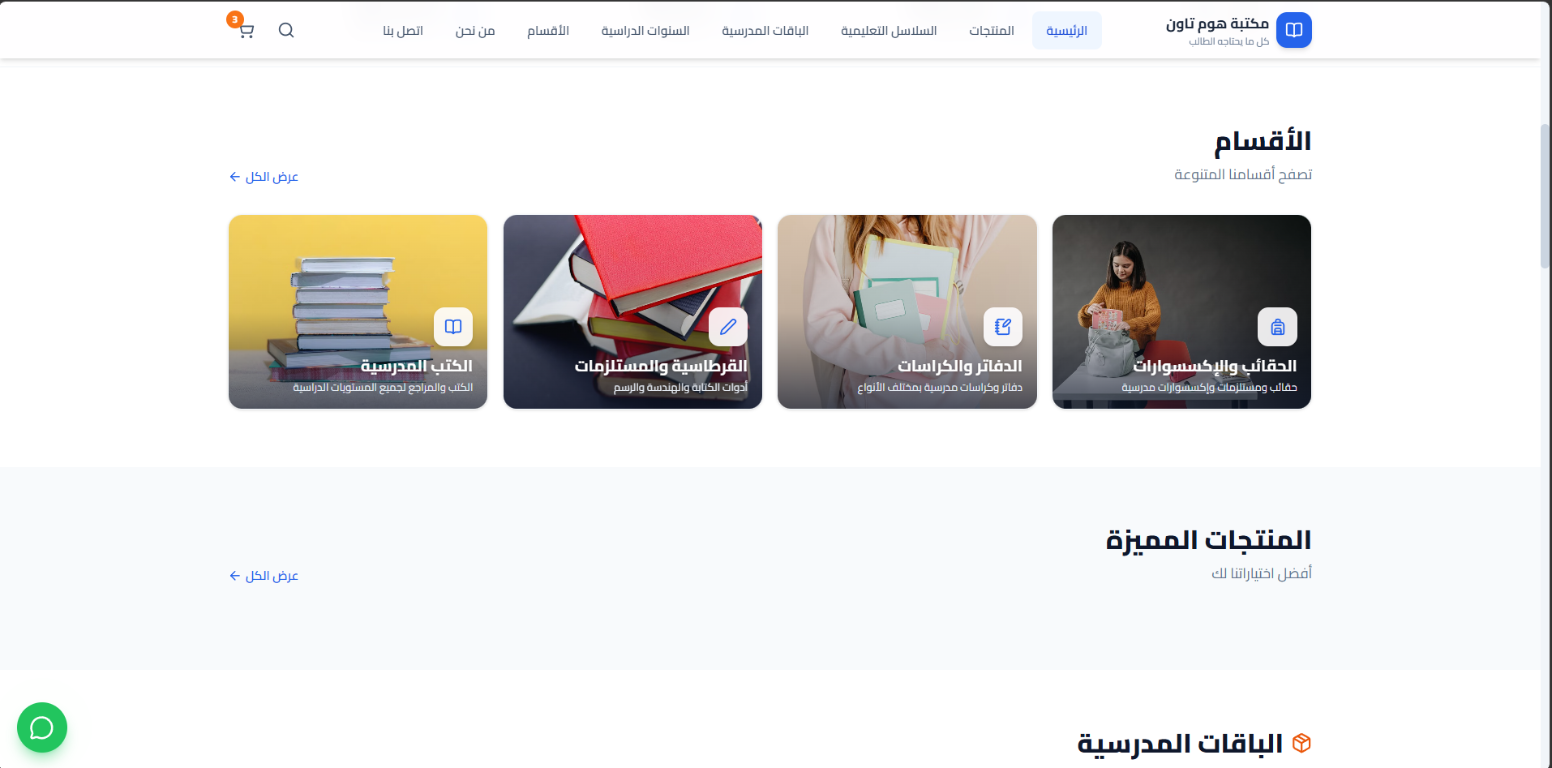 مكتبة هوم تاون
كل ما يحتاجه الطالب
الرئيسية
المنتجات
السلاسل التعليمية
الباقات المدرسية
السنوات الدراسية
الأقسام
من نحن
اتصل بنا
3
الأقسام
تصفح أقسامنا المتنوعة
عرض الكل ←
الحقائب والإكسسوارات
حقائب ومستلزمات وإكسسوارات مدرسية
الدفاتر والكراسات
دفاتر وكراسات مدرسية بمختلف الأنواع
القرطاسية والمستلزمات
أدوات الكتابة والهندسة والرسم
الكتب المدرسية
الكتب والمراجع لجميع المستويات الدراسية
المنتجات المميزة
أفضل اختياراتنا لك
عرض الكل ←
الباقات المدرسية